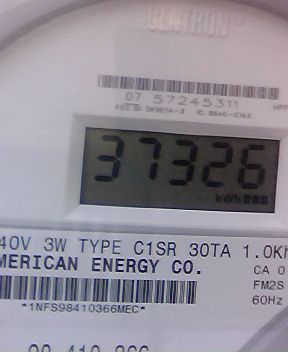 CENTRON
07 57245311
37326
kWh
40V 3W TYPE C1SR 30TA 1.0Kh
MERICAN ENERGY CO.
CA 0
FM2S
60Hz
*1NFS98410366MEC*